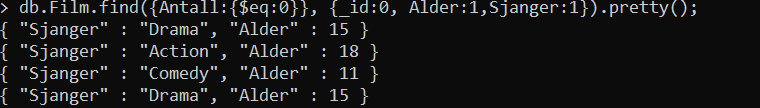 > db.Film.find({Antall:{$eq:0}}, {_id:0, Alder:1,Sjanger:1}).pretty();
{ "Sjanger" : "Drama", "Alder" : 15 }
{ "Sjanger" : "Action", "Alder" : 18 }
{ "Sjanger" : "Comedy", "Alder" : 11 }
{ "Sjanger" : "Drama", "Alder" : 15 }